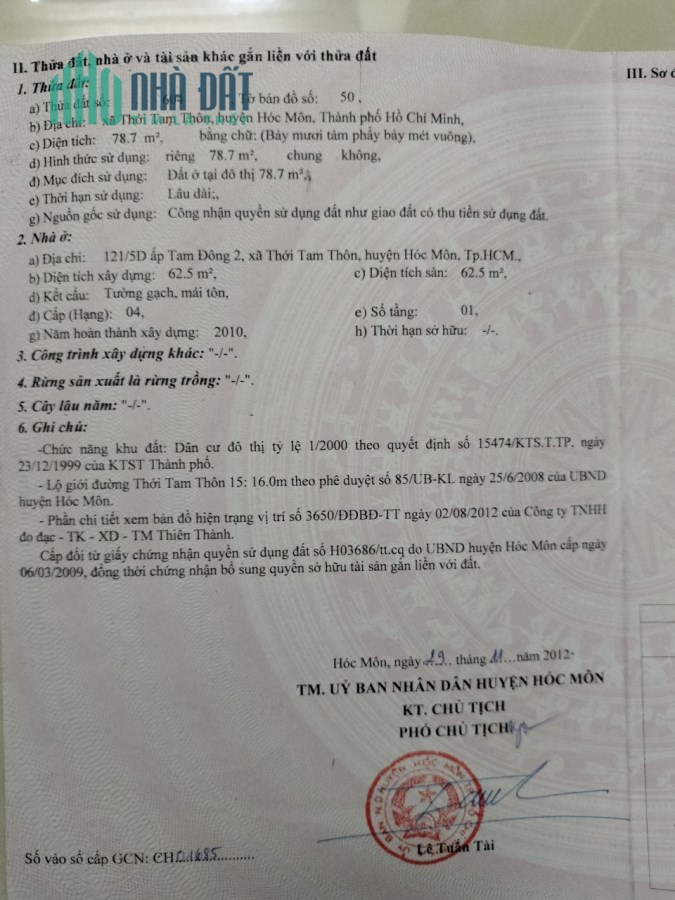 II. Thửa đất, nhà ở và tài sản khác gắn liền với thửa đất
III. Sơ đ
NHÀ ĐẤT
1. Thửa đất:
a) Thửa đất số: Tờ bản đồ số: 50 ,
b) Địa chỉ: xã Thới Tam Thôn, huyện Hóc Môn, Thành phố Hồ Chí Minh,
c) Diện tích: 78.7 m², bằng chữ: (Bảy mươi tám phẩy bảy mét vuông),
d) Hình thức sử dụng: riêng 78.7 m², chung không,
đ) Mục đích sử dụng: Đất ở tại đô thị 78.7 m²,
e) Thời hạn sử dụng: Lâu dài;,
g) Nguồn gốc sử dụng: Công nhận quyền sử dụng đất như giao đất có thu tiền sử dụng đất.
2. Nhà ở:
a) Địa chỉ: 121/5D ấp Tam Đông 2, xã Thới Tam Thôn, huyện Hóc Môn, Tp.HCM.,
b) Diện tích xây dựng: 62.5 m², c) Diện tích sàn: 62.5 m²,
d) Kết cấu: Tường gạch, mái tôn,
đ) Cấp (Hạng): 04, e) Số tầng: 01,
g) Năm hoàn thành xây dựng: 2010, h) Thời hạn sở hữu: -/-.
3. Công trình xây dựng khác: "-/-".
4. Rừng sản xuất là rừng trồng: "-/-".
5. Cây lâu năm: "-/-".
6. Ghi chú:
-Chức năng khu đất: Dân cư đô thị tỷ lệ 1/2000 theo quyết định số 15474/KTS.T.TP. ngày
23/12/1999 của KTST Thành phố.
- Lộ giới đường Thới Tam Thôn 15: 16.0m theo phê duyệt số 85/UB-KL ngày 25/6/2008 của UBND
huyện Hóc Môn.
- Phần chi tiết xem bản đồ hiện trạng vị trí số 3650/ĐĐBĐ-TT ngày 02/08/2012 của Công ty TNHH
đo đạc - TK - XD - TM Thiên Thành.
Cấp đổi từ giấy chứng nhận quyền sử dụng đất số H03686/tt.cq do UBND huyện Hóc Môn cấp ngày
06/03/2009, đồng thời chứng nhận bổ sung quyền sở hữu tài sản gắn liền với đất.
Hóc Môn, ngày 29.. tháng 11...năm 2012
TM. UỶ BAN NHÂN DÂN HUYỆN HÓC MÔN
KT. CHỦ TỊCH
PHÓ CHỦ TỊCH
Lê Tuấn Tài
Số vào sổ cấp GCN: CH01685..........